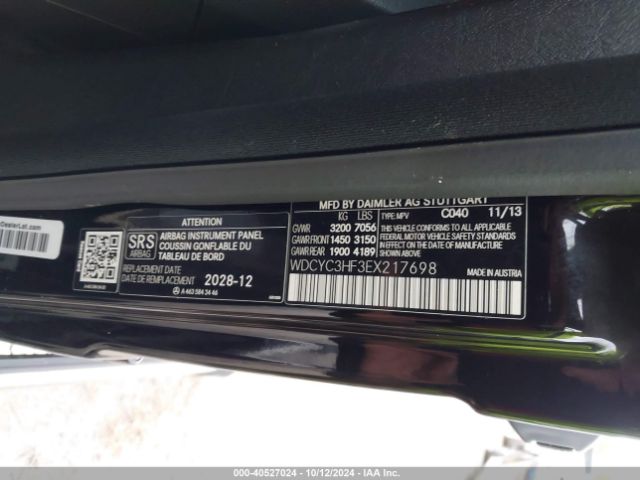 DealerLot.com
SRS
AIRBAG
ATTENTION
AIRBAG INSTRUMENT PANEL
COUSSIN GONFLABLE DU
TABLEAU DE BORD
REPLACEMENT DATE
DATE DE REMPLACEMENT
2028-12
A 463 584 34 46
MFD BY DAIMLER AG STUTTGART
KG LBS TYPE: MPV C040 11/13
GVWR 3200 7056
GAWR FRONT 1450 3150
GAWR REAR 1900 4189
THIS VEHICLE CONFORMS TO ALL APPLICABLE
FEDERAL MOTOR VEHICLE SAFETY STANDARDS
IN EFFECT ON THE DATE OF MANUFACTURE
SHOWN ABOVE
WDCYC3HF3EX217698
MADE IN AUSTRIA
000-40527024 | 10/12/2024 | IAA Inc.